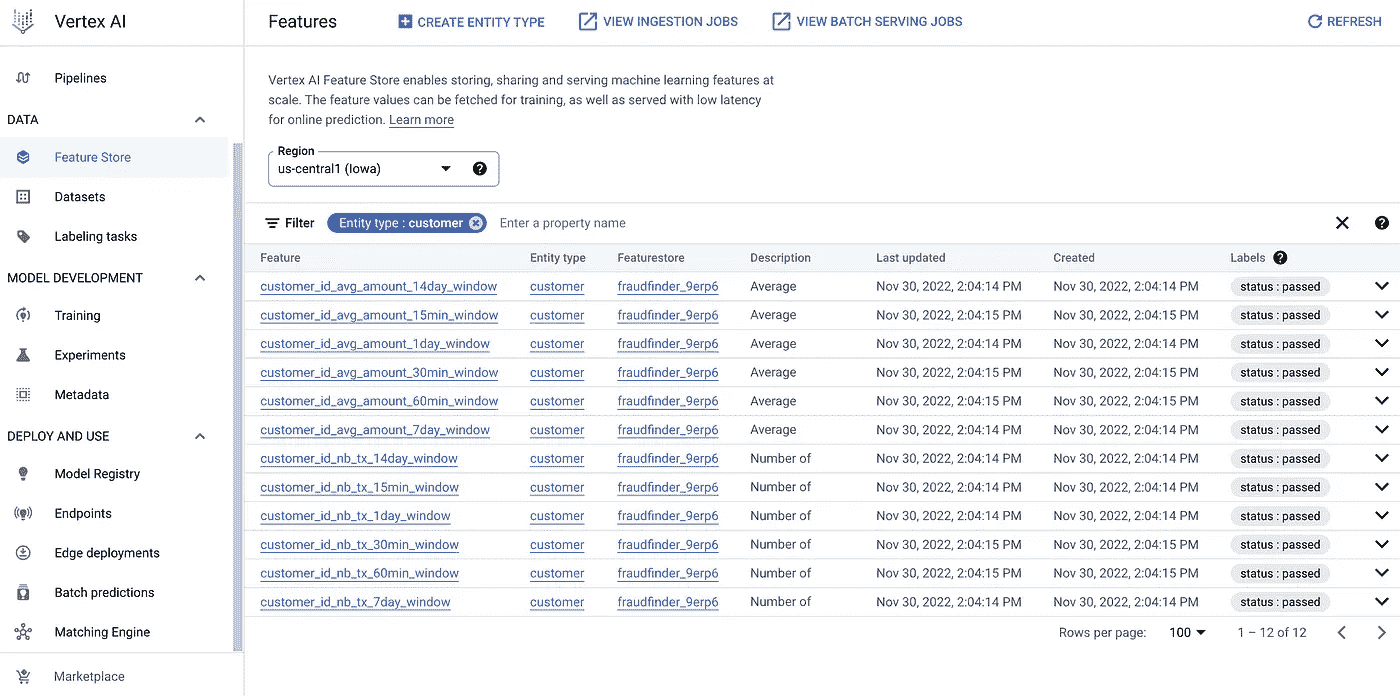 Vertex AI
Features
CREATE ENTITY TYPE
VIEW INGESTION JOBS
VIEW BATCH SERVING JOBS
REFRESH
Pipelines
DATA
Feature Store
Datasets
Labeling tasks
MODEL DEVELOPMENT
Training
Experiments
Metadata
DEPLOY AND USE
Model Registry
Endpoints
Edge deployments
Batch predictions
Matching Engine
Marketplace
Vertex AI Feature Store enables storing, sharing and serving machine learning features at
scale. The feature values can be fetched for training, as well as served with low latency
for online prediction. Learn more
Region
us-central1 (Iowa)
Filter Entity type : customer Enter a property name
Feature Entity type Featurestore Description Last updated Created Labels
customer_id_avg_amount_14day_window customer fraudfinder_9erp6 Average Nov 30, 2022, 2:04:14 PM Nov 30, 2022, 2:04:14 PM status : passed
customer_id_avg_amount_15min_window customer fraudfinder_9erp6 Average Nov 30, 2022, 2:04:15 PM Nov 30, 2022, 2:04:15 PM status : passed
customer_id_avg_amount_1day_window customer fraudfinder_9erp6 Average Nov 30, 2022, 2:04:14 PM Nov 30, 2022, 2:04:14 PM status : passed
customer_id_avg_amount_30min_window customer fraudfinder_9erp6 Average Nov 30, 2022, 2:04:15 PM Nov 30, 2022, 2:04:15 PM status : passed
customer_id_avg_amount_60min_window customer fraudfinder_9erp6 Average Nov 30, 2022, 2:04:15 PM Nov 30, 2022, 2:04:15 PM status : passed
customer_id_avg_amount_7day_window customer fraudfinder_9erp6 Average Nov 30, 2022, 2:04:14 PM Nov 30, 2022, 2:04:14 PM status : passed
customer_id_nb_tx_14day_window customer fraudfinder_9erp6 Number of Nov 30, 2022, 2:04:14 PM Nov 30, 2022, 2:04:14 PM status : passed
customer_id_nb_tx_15min_window customer fraudfinder_9erp6 Number of Nov 30, 2022, 2:04:15 PM Nov 30, 2022, 2:04:15 PM status : passed
customer_id_nb_tx_1day_window customer fraudfinder_9erp6 Number of Nov 30, 2022, 2:04:14 PM Nov 30, 2022, 2:04:14 PM status : passed
customer_id_nb_tx_30min_window customer fraudfinder_9erp6 Number of Nov 30, 2022, 2:04:15 PM Nov 30, 2022, 2:04:15 PM status : passed
customer_id_nb_tx_60min_window customer fraudfinder_9erp6 Number of Nov 30, 2022, 2:04:15 PM Nov 30, 2022, 2:04:15 PM status : passed
customer_id_nb_tx_7day_window customer fraudfinder_9erp6 Number of Nov 30, 2022, 2:04:14 PM Nov 30, 2022, 2:04:14 PM status : passed
Rows per page: 100 1 – 12 of 12